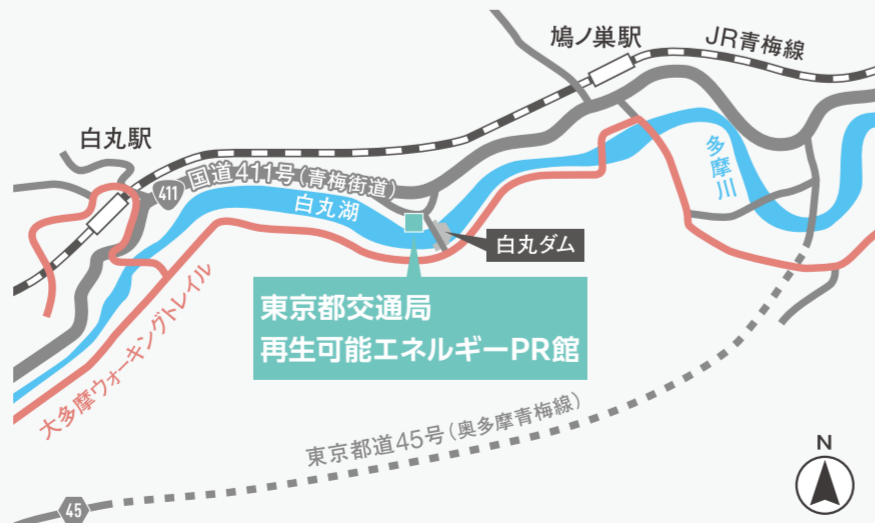 鳩ノ巣駅
JR青梅線
白丸駅
411
国道411号(青梅街道)
白丸湖
多摩川
白丸ダム
東京都交通局
再生可能エネルギーPR館
大多摩ウォーキングトレイル
東京都道45号(奥多摩青梅線)
45
N